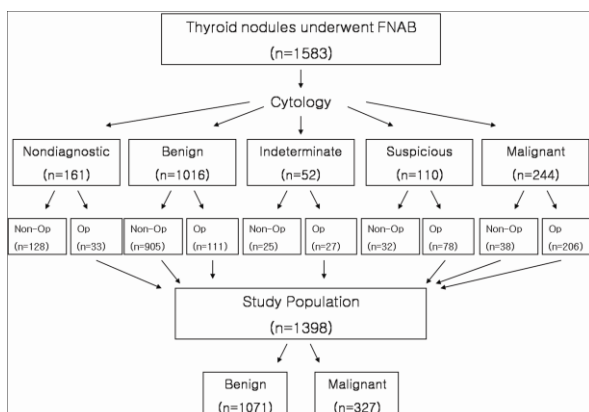 Thyroid nodules underwent FNAB
(n=1583)
Cytology
Nondiagnostic
(n=161)
Benign
(n=1016)
Indeterminate
(n=52)
Suspicious
(n=110)
Malignant
(n=244)
Non-Op
(n=128)
Op
(n=33)
Non-Op
(n=905)
Op
(n=111)
Non-Op
(n=25)
Op
(n=27)
Non-Op
(n=32)
Op
(n=78)
Non-Op
(n=38)
Op
(n=206)
Study Population
(n=1398)
Benign
(n=1071)
Malignant
(n=327)